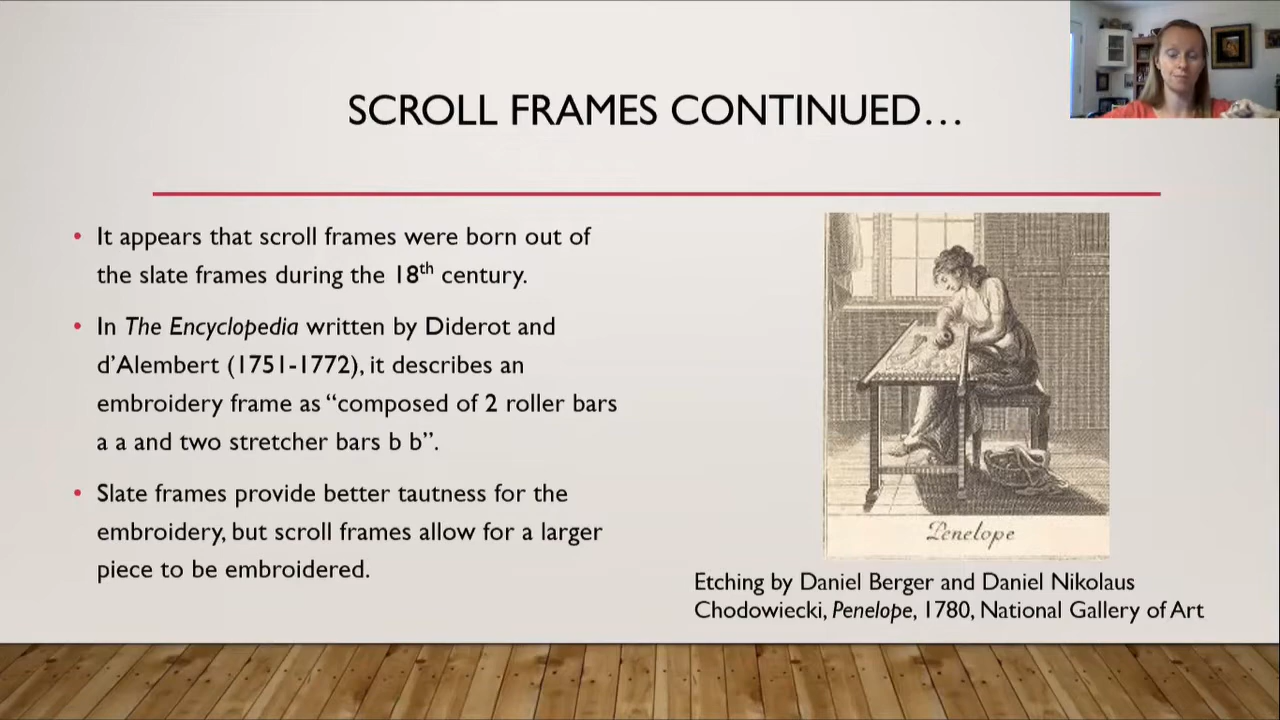 SCROLL FRAMES CONTINUED…
• It appears that scroll frames were born out of
the slate frames during the 18th century.
• In The Encyclopedia written by Diderot and
d’Alembert (1751-1772), it describes an
embroidery frame as “composed of 2 roller bars
a a and two stretcher bars b b”.
• Slate frames provide better tautness for the
embroidery, but scroll frames allow for a larger
piece to be embroidered.
Penelope
Etching by Daniel Berger and Daniel Nikolaus
Chodowiecki, Penelope, 1780, National Gallery of Art